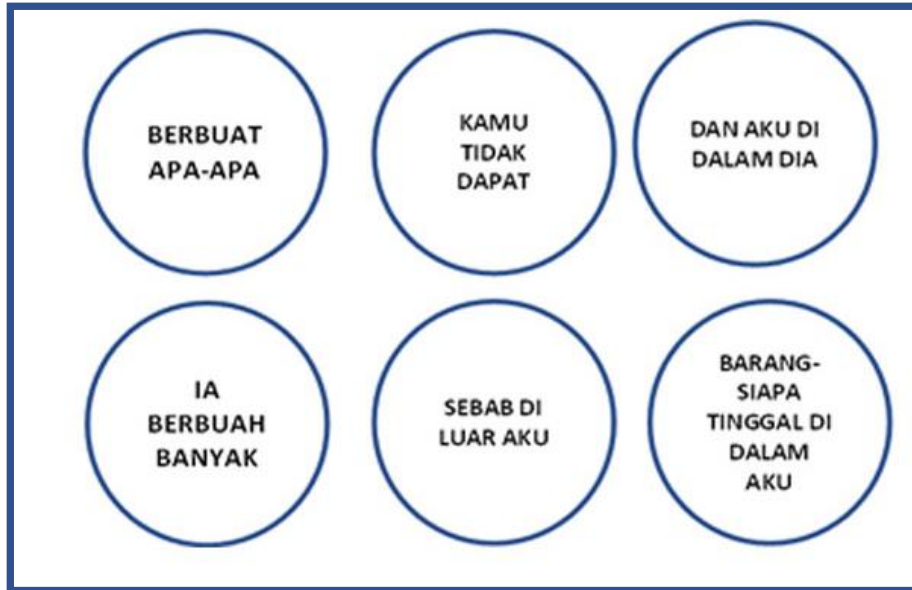 BERBUAT
APA-APA
KAMU
TIDAK
DAPAT
DAN AKU DI
DALAM DIA
IA
BERBUAH
BANYAK
SEBAB DI
LUAR AKU
BARANG-
SIAPA
TINGGAL DI
DALAM
AKU